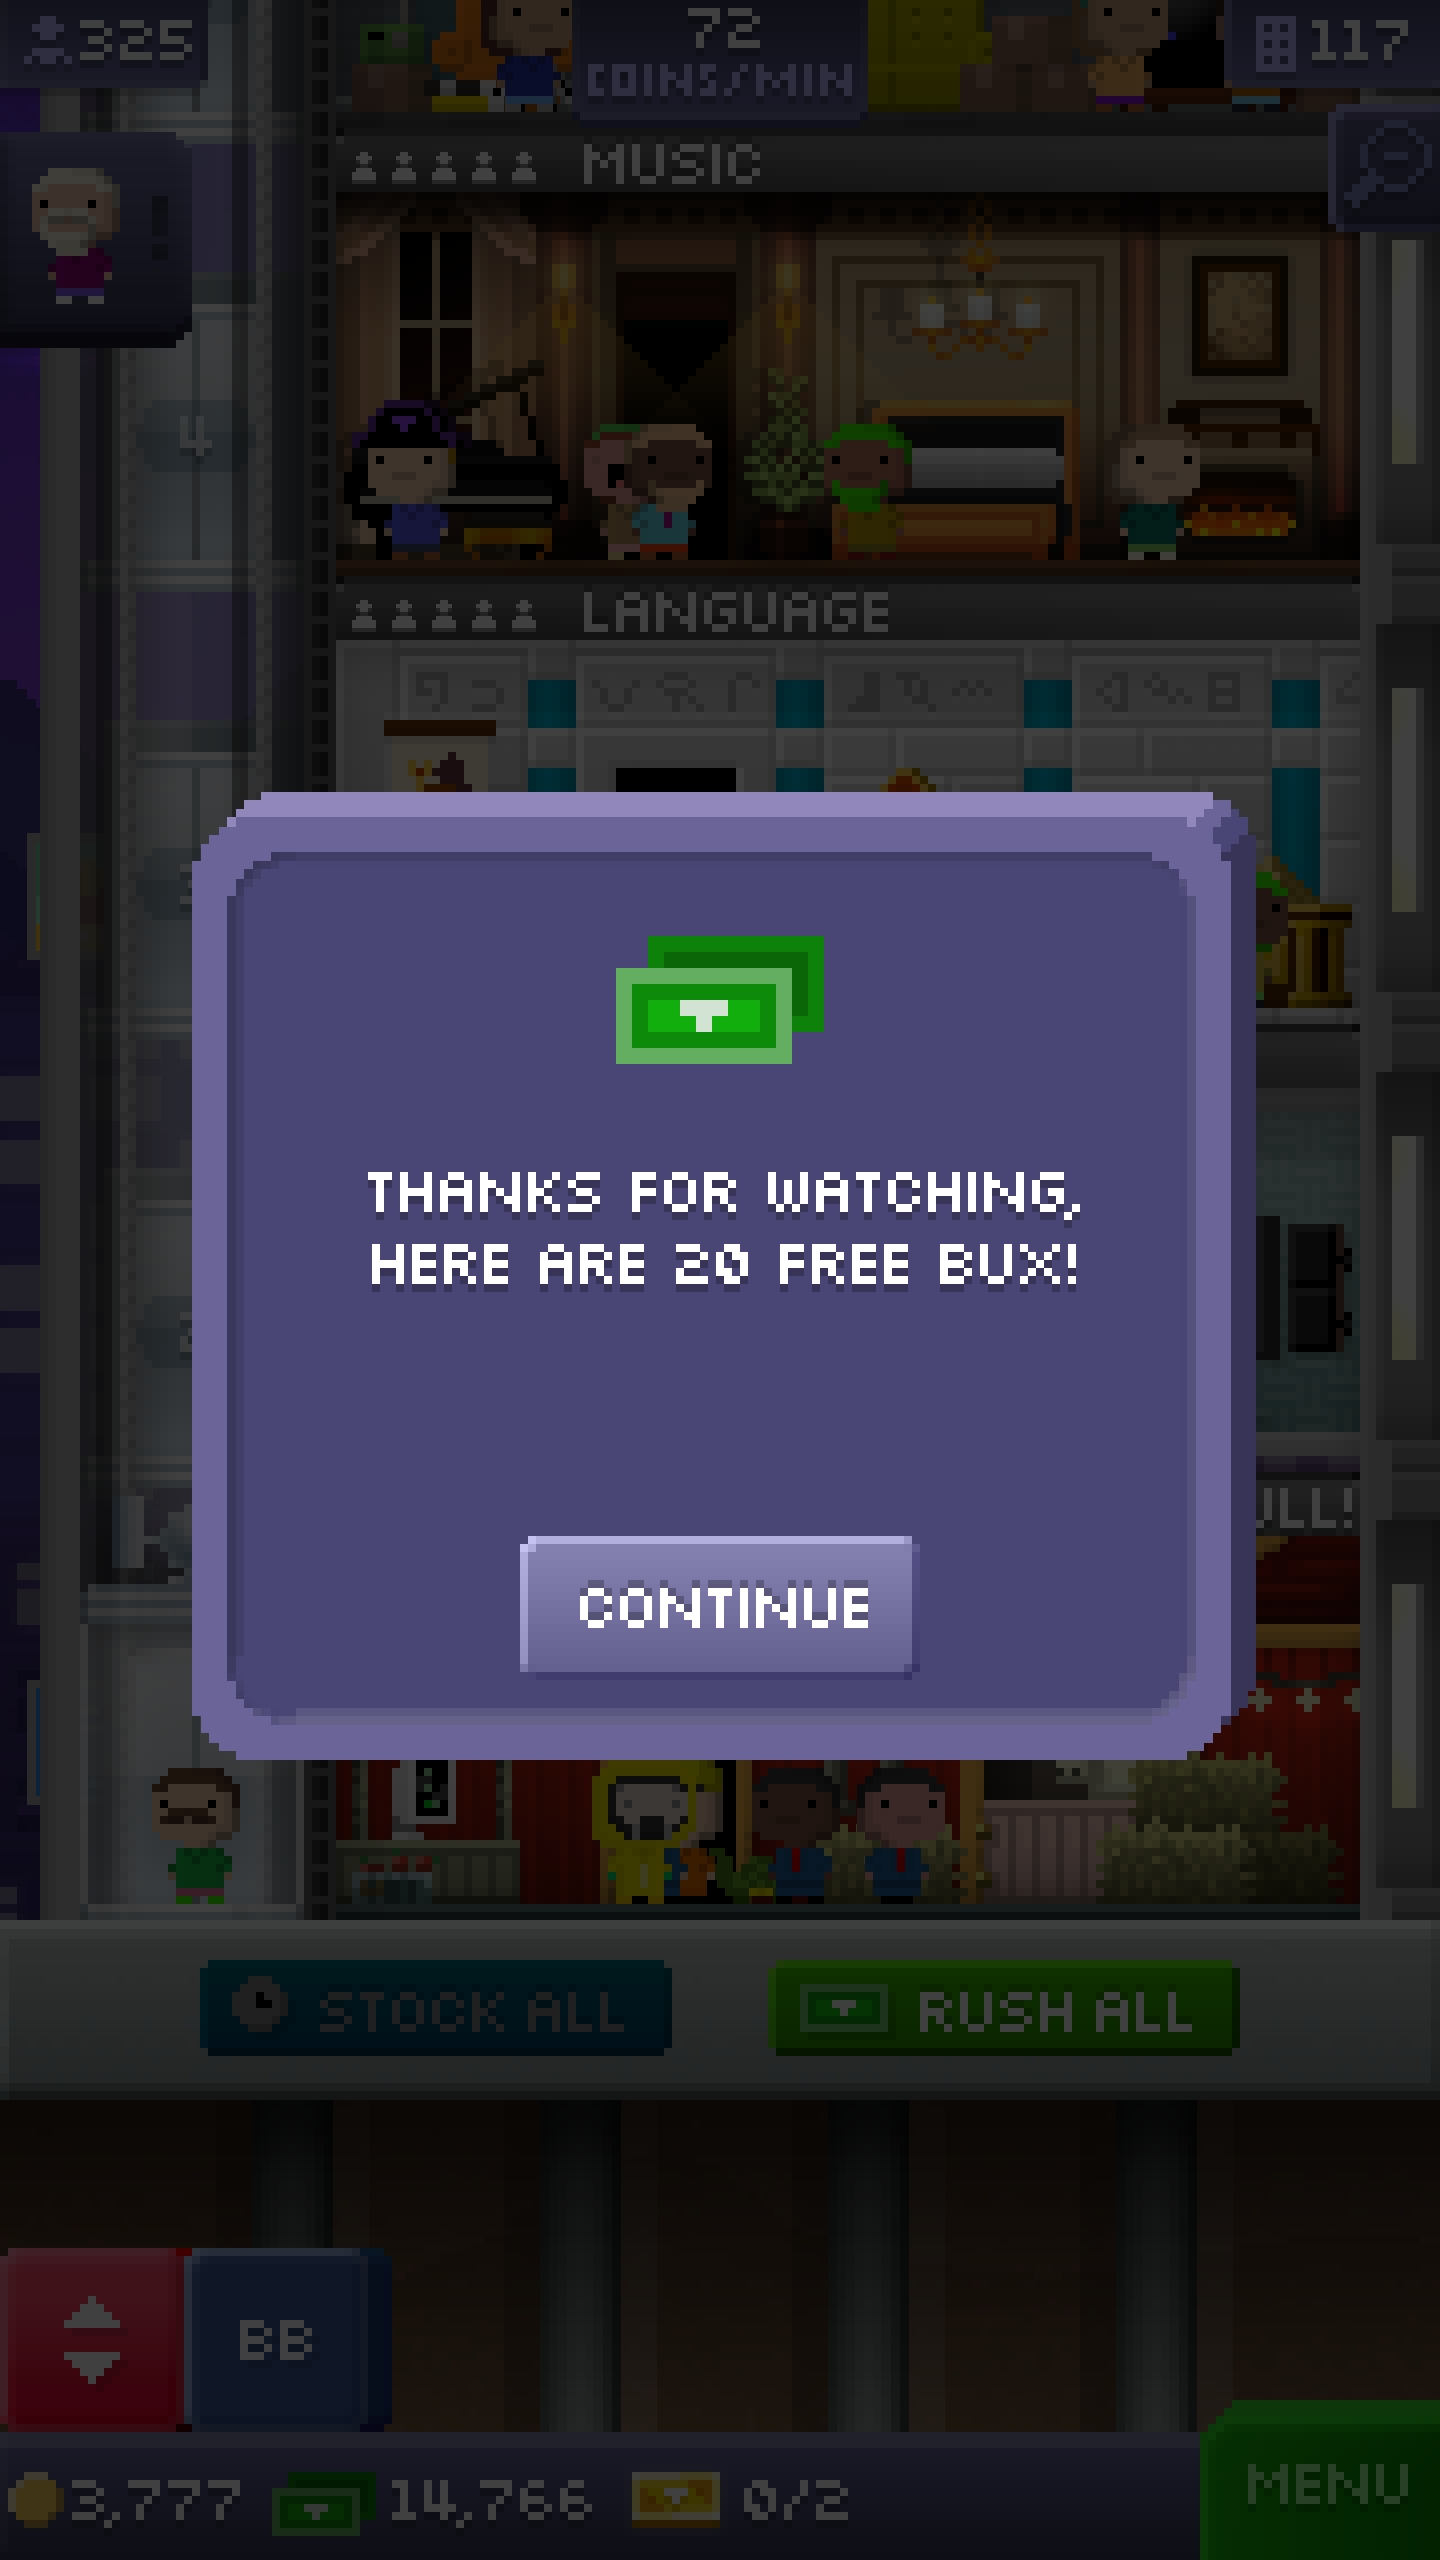 325
72
COINS/MIN
117
MUSIC
4
LANGUAGE
THANKS FOR WATCHING,
HERE ARE 20 FREE BUX!
CONTINUE
ULL!
STOCK ALL
RUSH ALL
BB
3,777
14,766
0/2
MENU